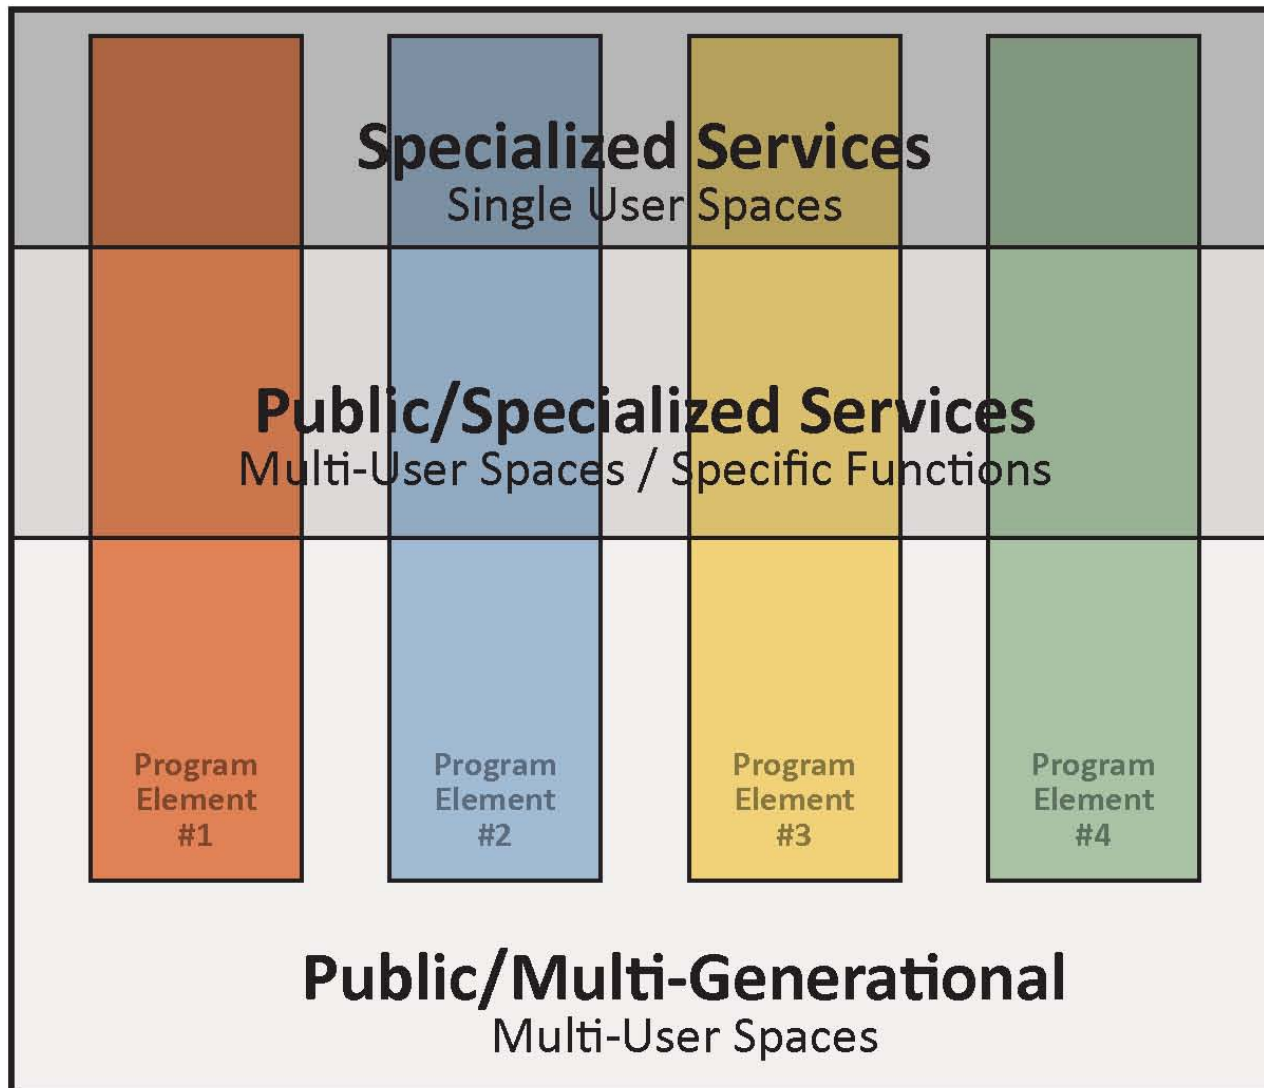 Specialized Services
Single User Spaces
Public/Specialized Services
Multi-User Spaces / Specific Functions
Program
Element
#1
Program
Element
#2
Program
Element
#3
Program
Element
#4
Public/Multi-Generational
Multi-User Spaces